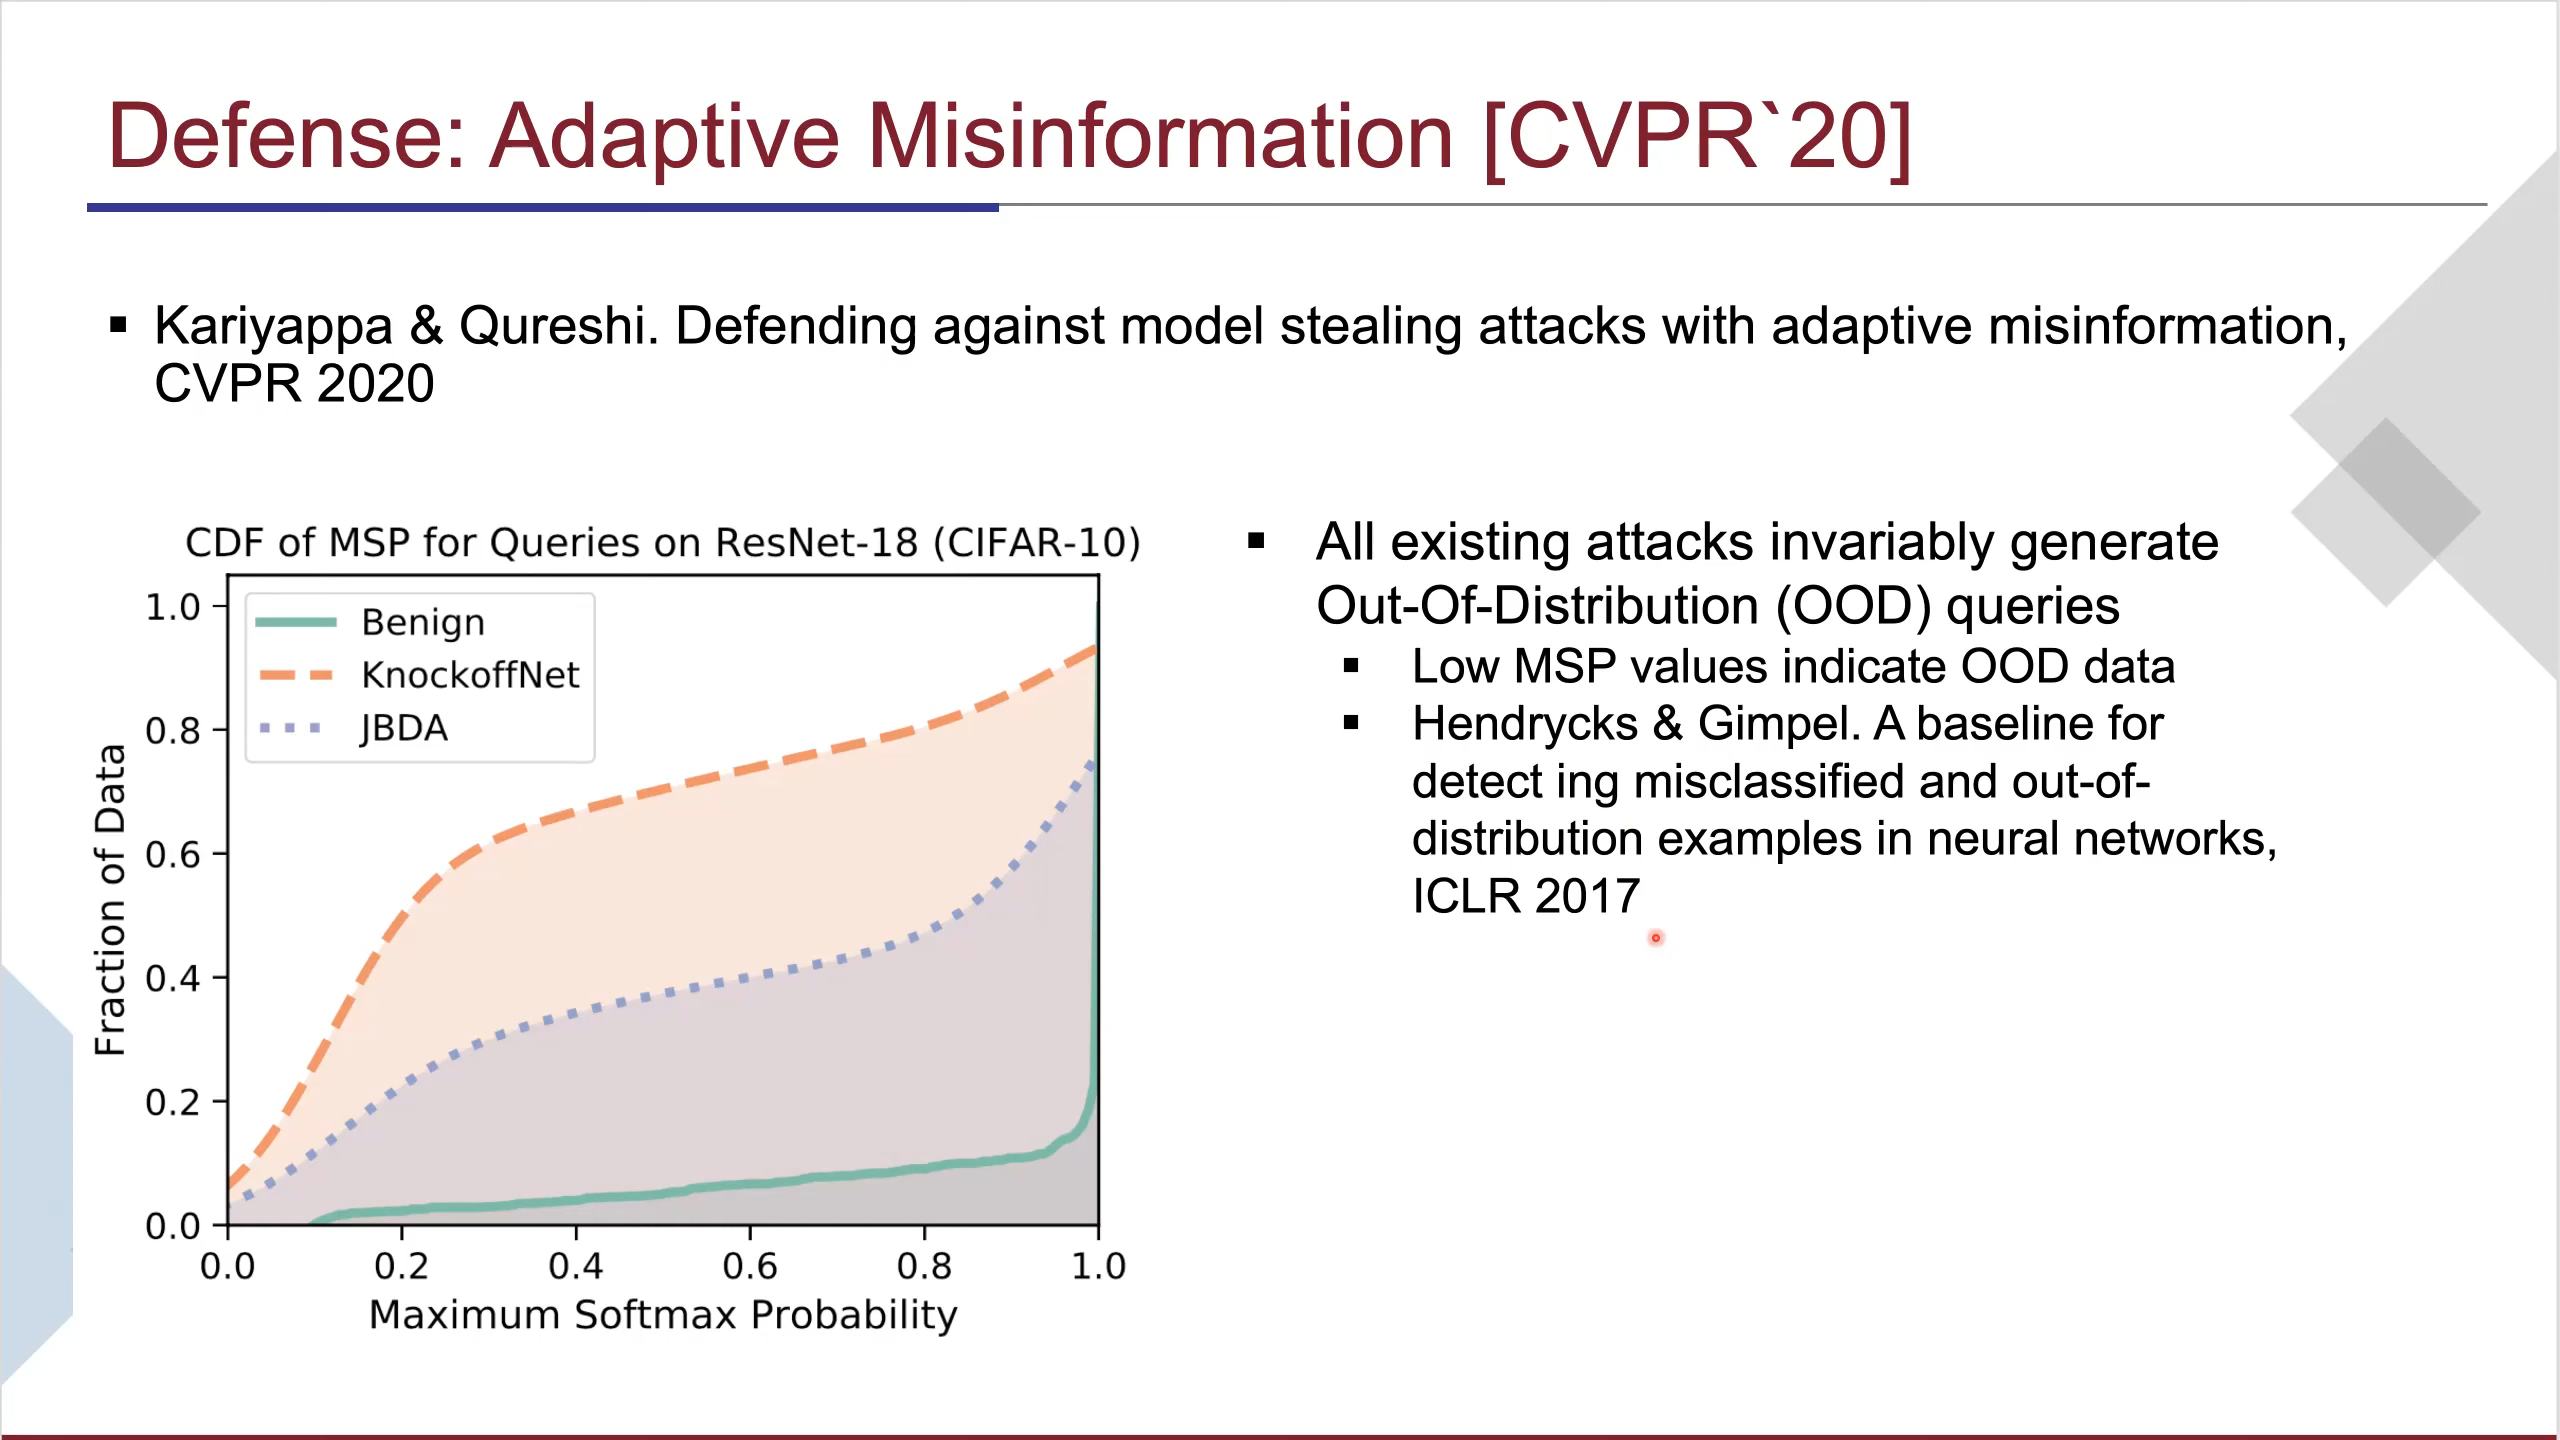 Defense: Adaptive Misinformation [CVPR`20]
Kariyappa & Qureshi. Defending against model stealing attacks with adaptive misinformation,
CVPR 2020
CDF of MSP for Queries on ResNet-18 (CIFAR-10)
Benign
KnockoffNet
JBDA
Fraction of Data
1.0
0.8
0.6
0.4
0.2
0.0
0.0 0.2 0.4 0.6 0.8 1.0
Maximum Softmax Probability
All existing attacks invariably generate
Out-Of-Distribution (OOD) queries
Low MSP values indicate OOD data
Hendrycks & Gimpel. A baseline for
detect ing misclassified and out-of-
distribution examples in neural networks,
ICLR 2017